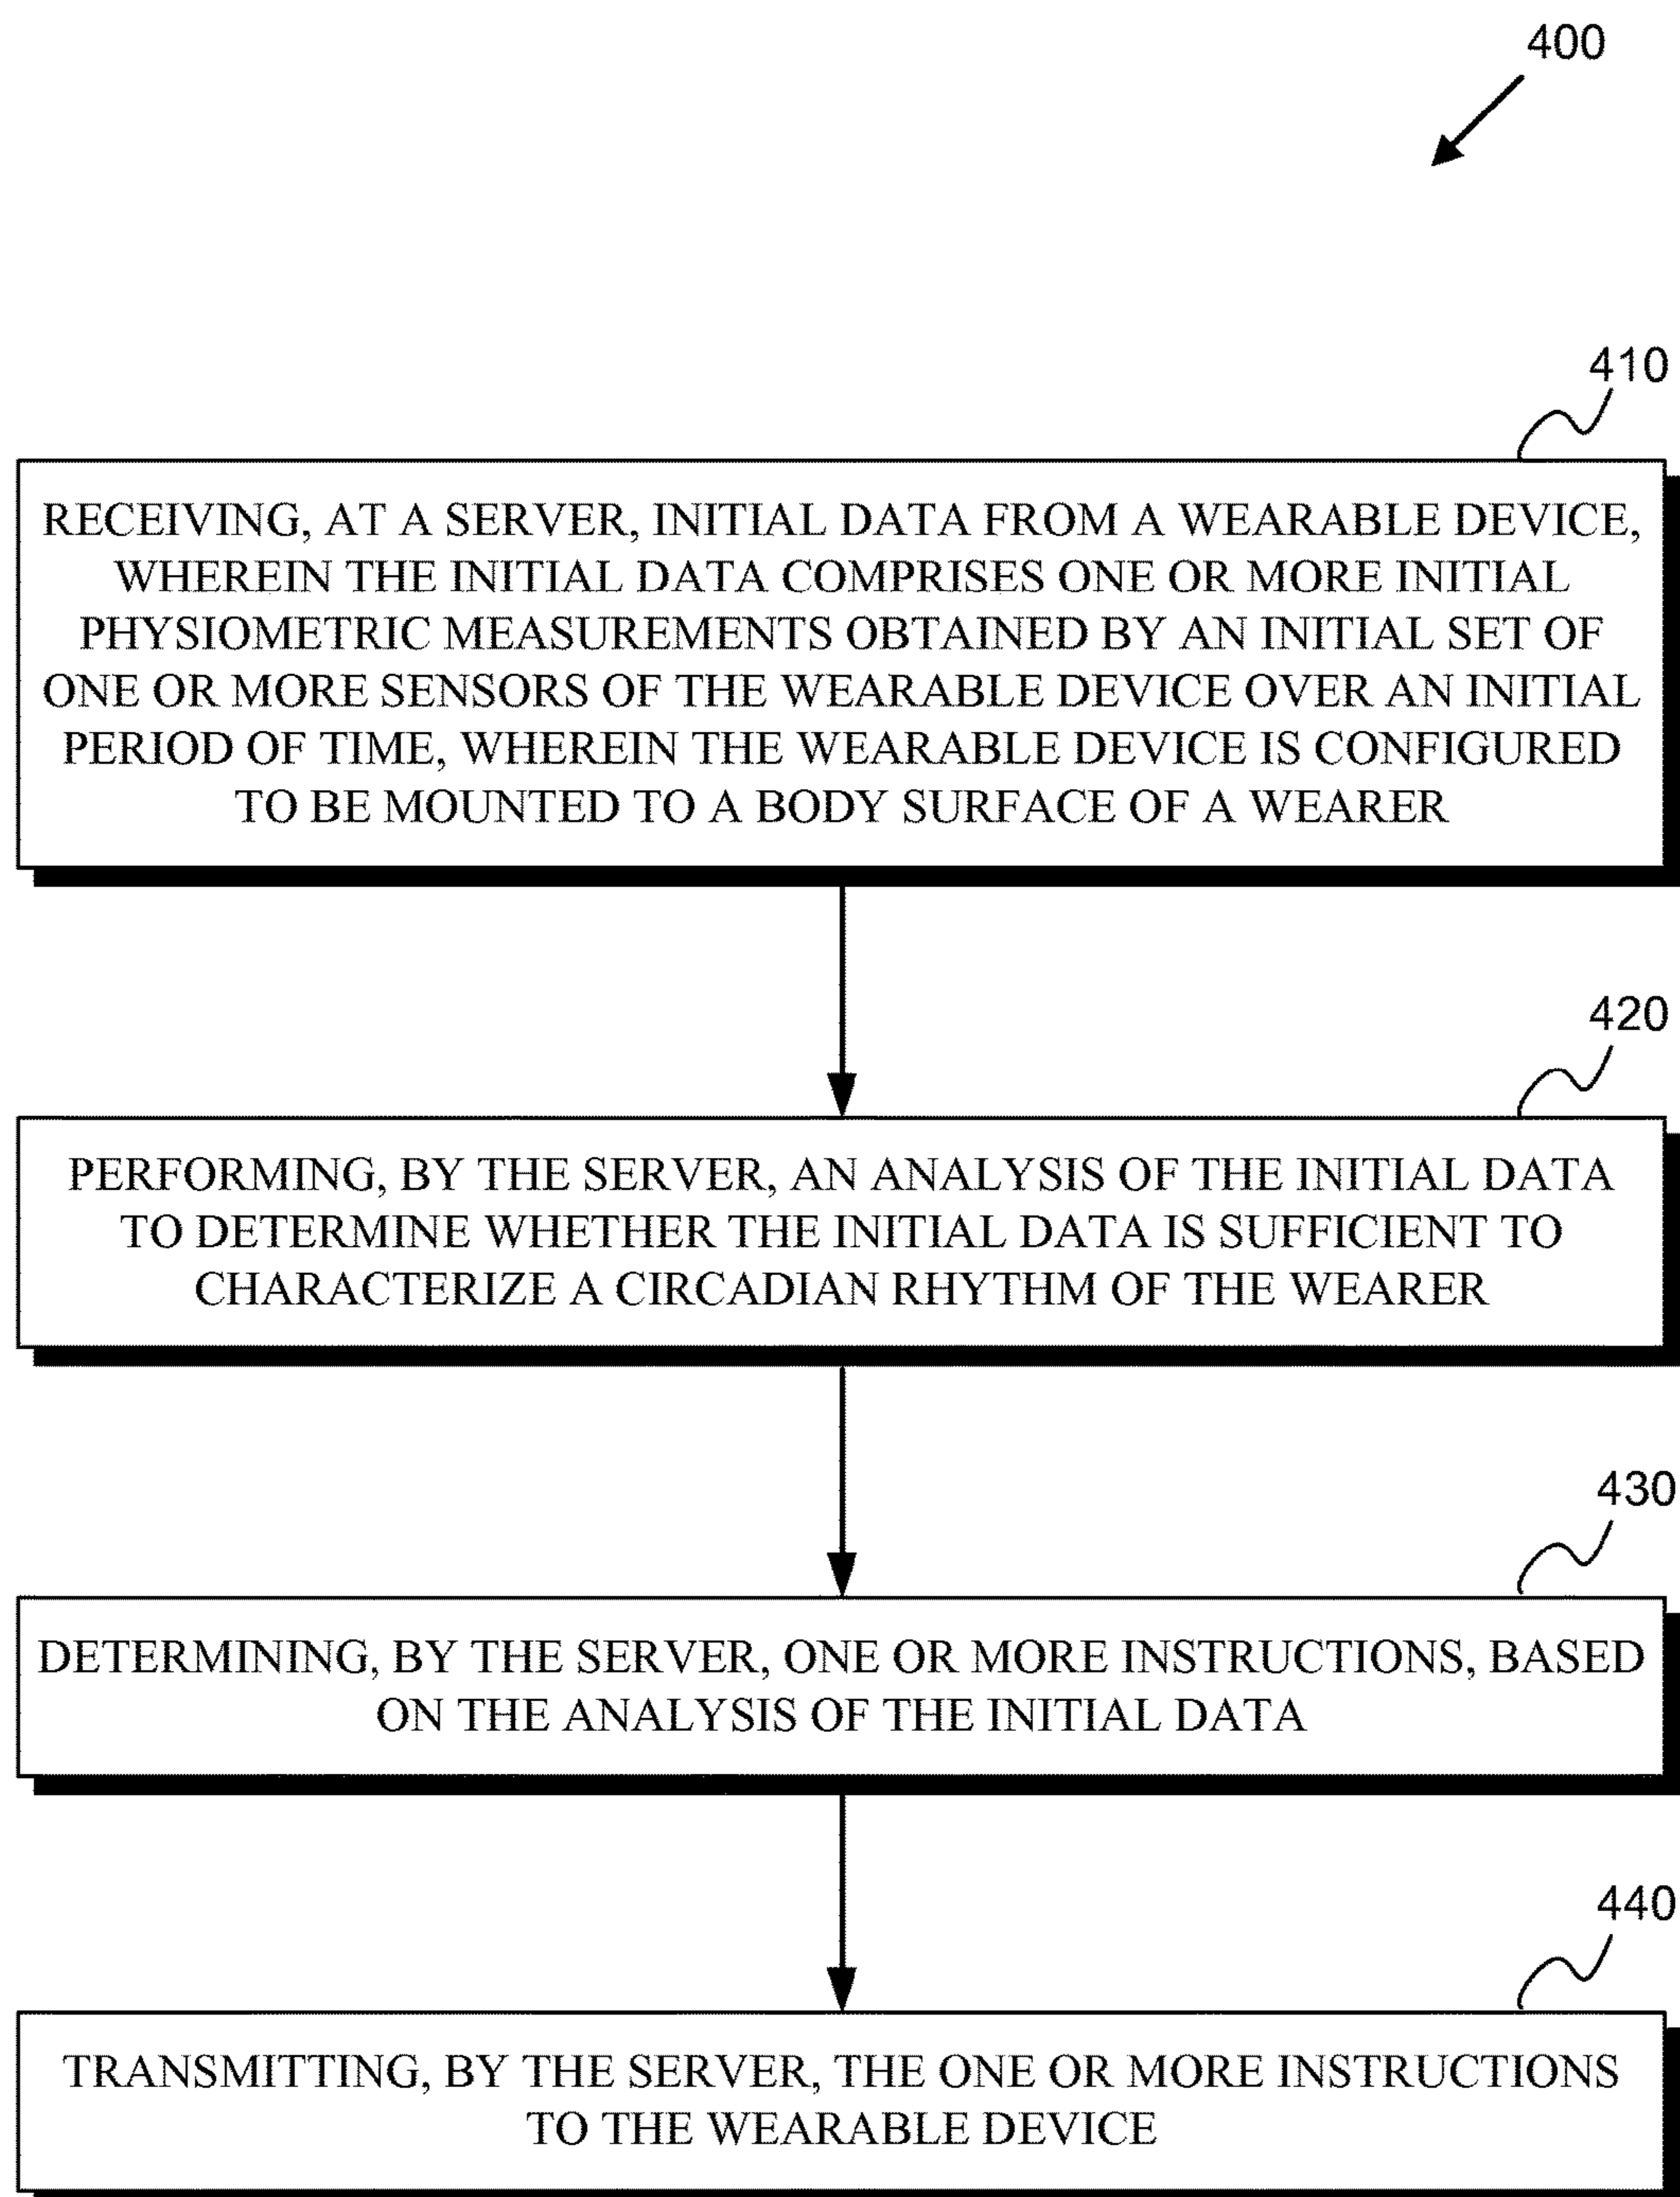 400
410
RECEIVING, AT A SERVER, INITIAL DATA FROM A WEARABLE DEVICE,
WHEREIN THE INITIAL DATA COMPRISES ONE OR MORE INITIAL
PHYSIOMETRIC MEASUREMENTS OBTAINED BY AN INITIAL SET OF
ONE OR MORE SENSORS OF THE WEARABLE DEVICE OVER AN INITIAL
PERIOD OF TIME, WHEREIN THE WEARABLE DEVICE IS CONFIGURED
TO BE MOUNTED TO A BODY SURFACE OF A WEARER
420
PERFORMING, BY THE SERVER, AN ANALYSIS OF THE INITIAL DATA
TO DETERMINE WHETHER THE INITIAL DATA IS SUFFICIENT TO
CHARACTERIZE A CIRCADIAN RHYTHM OF THE WEARER
430
DETERMINING, BY THE SERVER, ONE OR MORE INSTRUCTIONS, BASED
ON THE ANALYSIS OF THE INITIAL DATA
440
TRANSMITTING, BY THE SERVER, THE ONE OR MORE INSTRUCTIONS
TO THE WEARABLE DEVICE